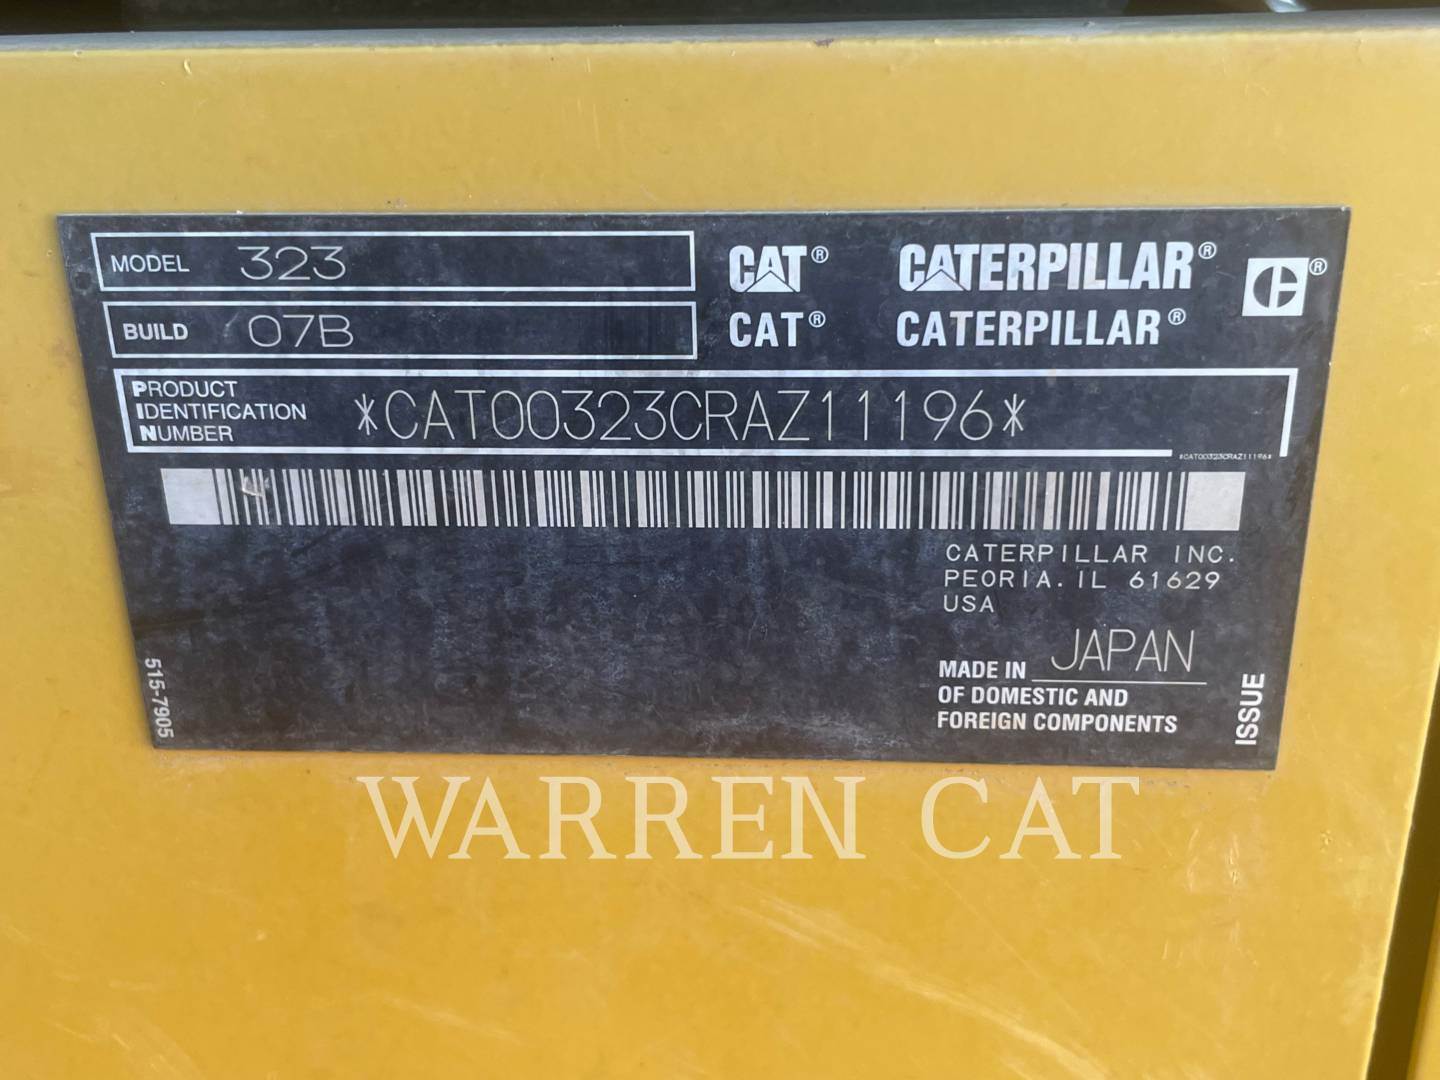 MODEL 323
BUILD 07B
CAT® CATERPILLAR® ®
CAT® CATERPILLAR®
PRODUCT
IDENTIFICATION
NUMBER
*CAT00323CRAZ11196*
*CAT00323CRAZ11196*
CATERPILLAR INC.
PEORIA. IL 61629
USA
MADE IN JAPAN
OF DOMESTIC AND
FOREIGN COMPONENTS
515-7905
ISSUE
WARREN CAT